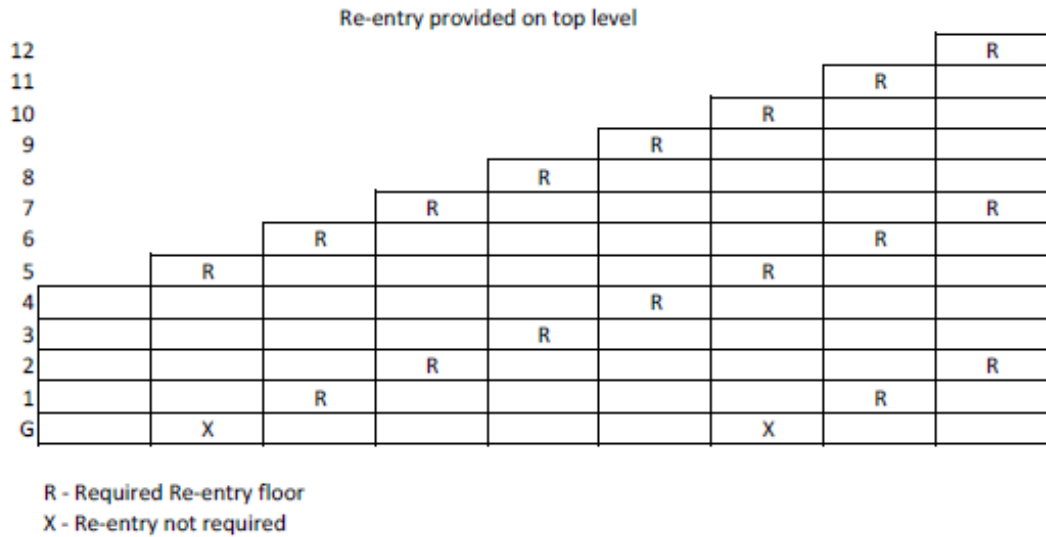 Re-entry provided on top level
12 R
11 R
10 R
9 R
8 R
7 R R
6 R R
5 R R
4 R
3 R
2 R R
1 R R
G X X
R - Required Re-entry floor
X - Re-entry not required